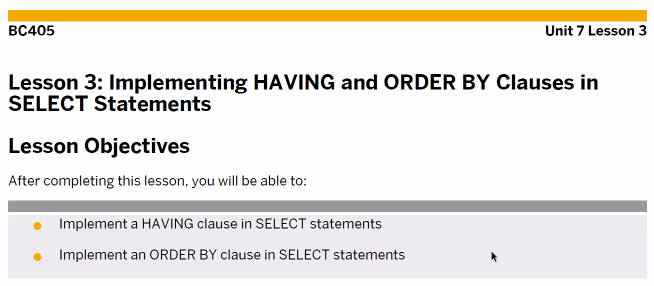 BC405 Unit 7 Lesson 3
Lesson 3: Implementing HAVING and ORDER BY Clauses in
SELECT Statements
Lesson Objectives
After completing this lesson, you will be able to:
Implement a HAVING clause in SELECT statements
Implement an ORDER BY clause in SELECT statements